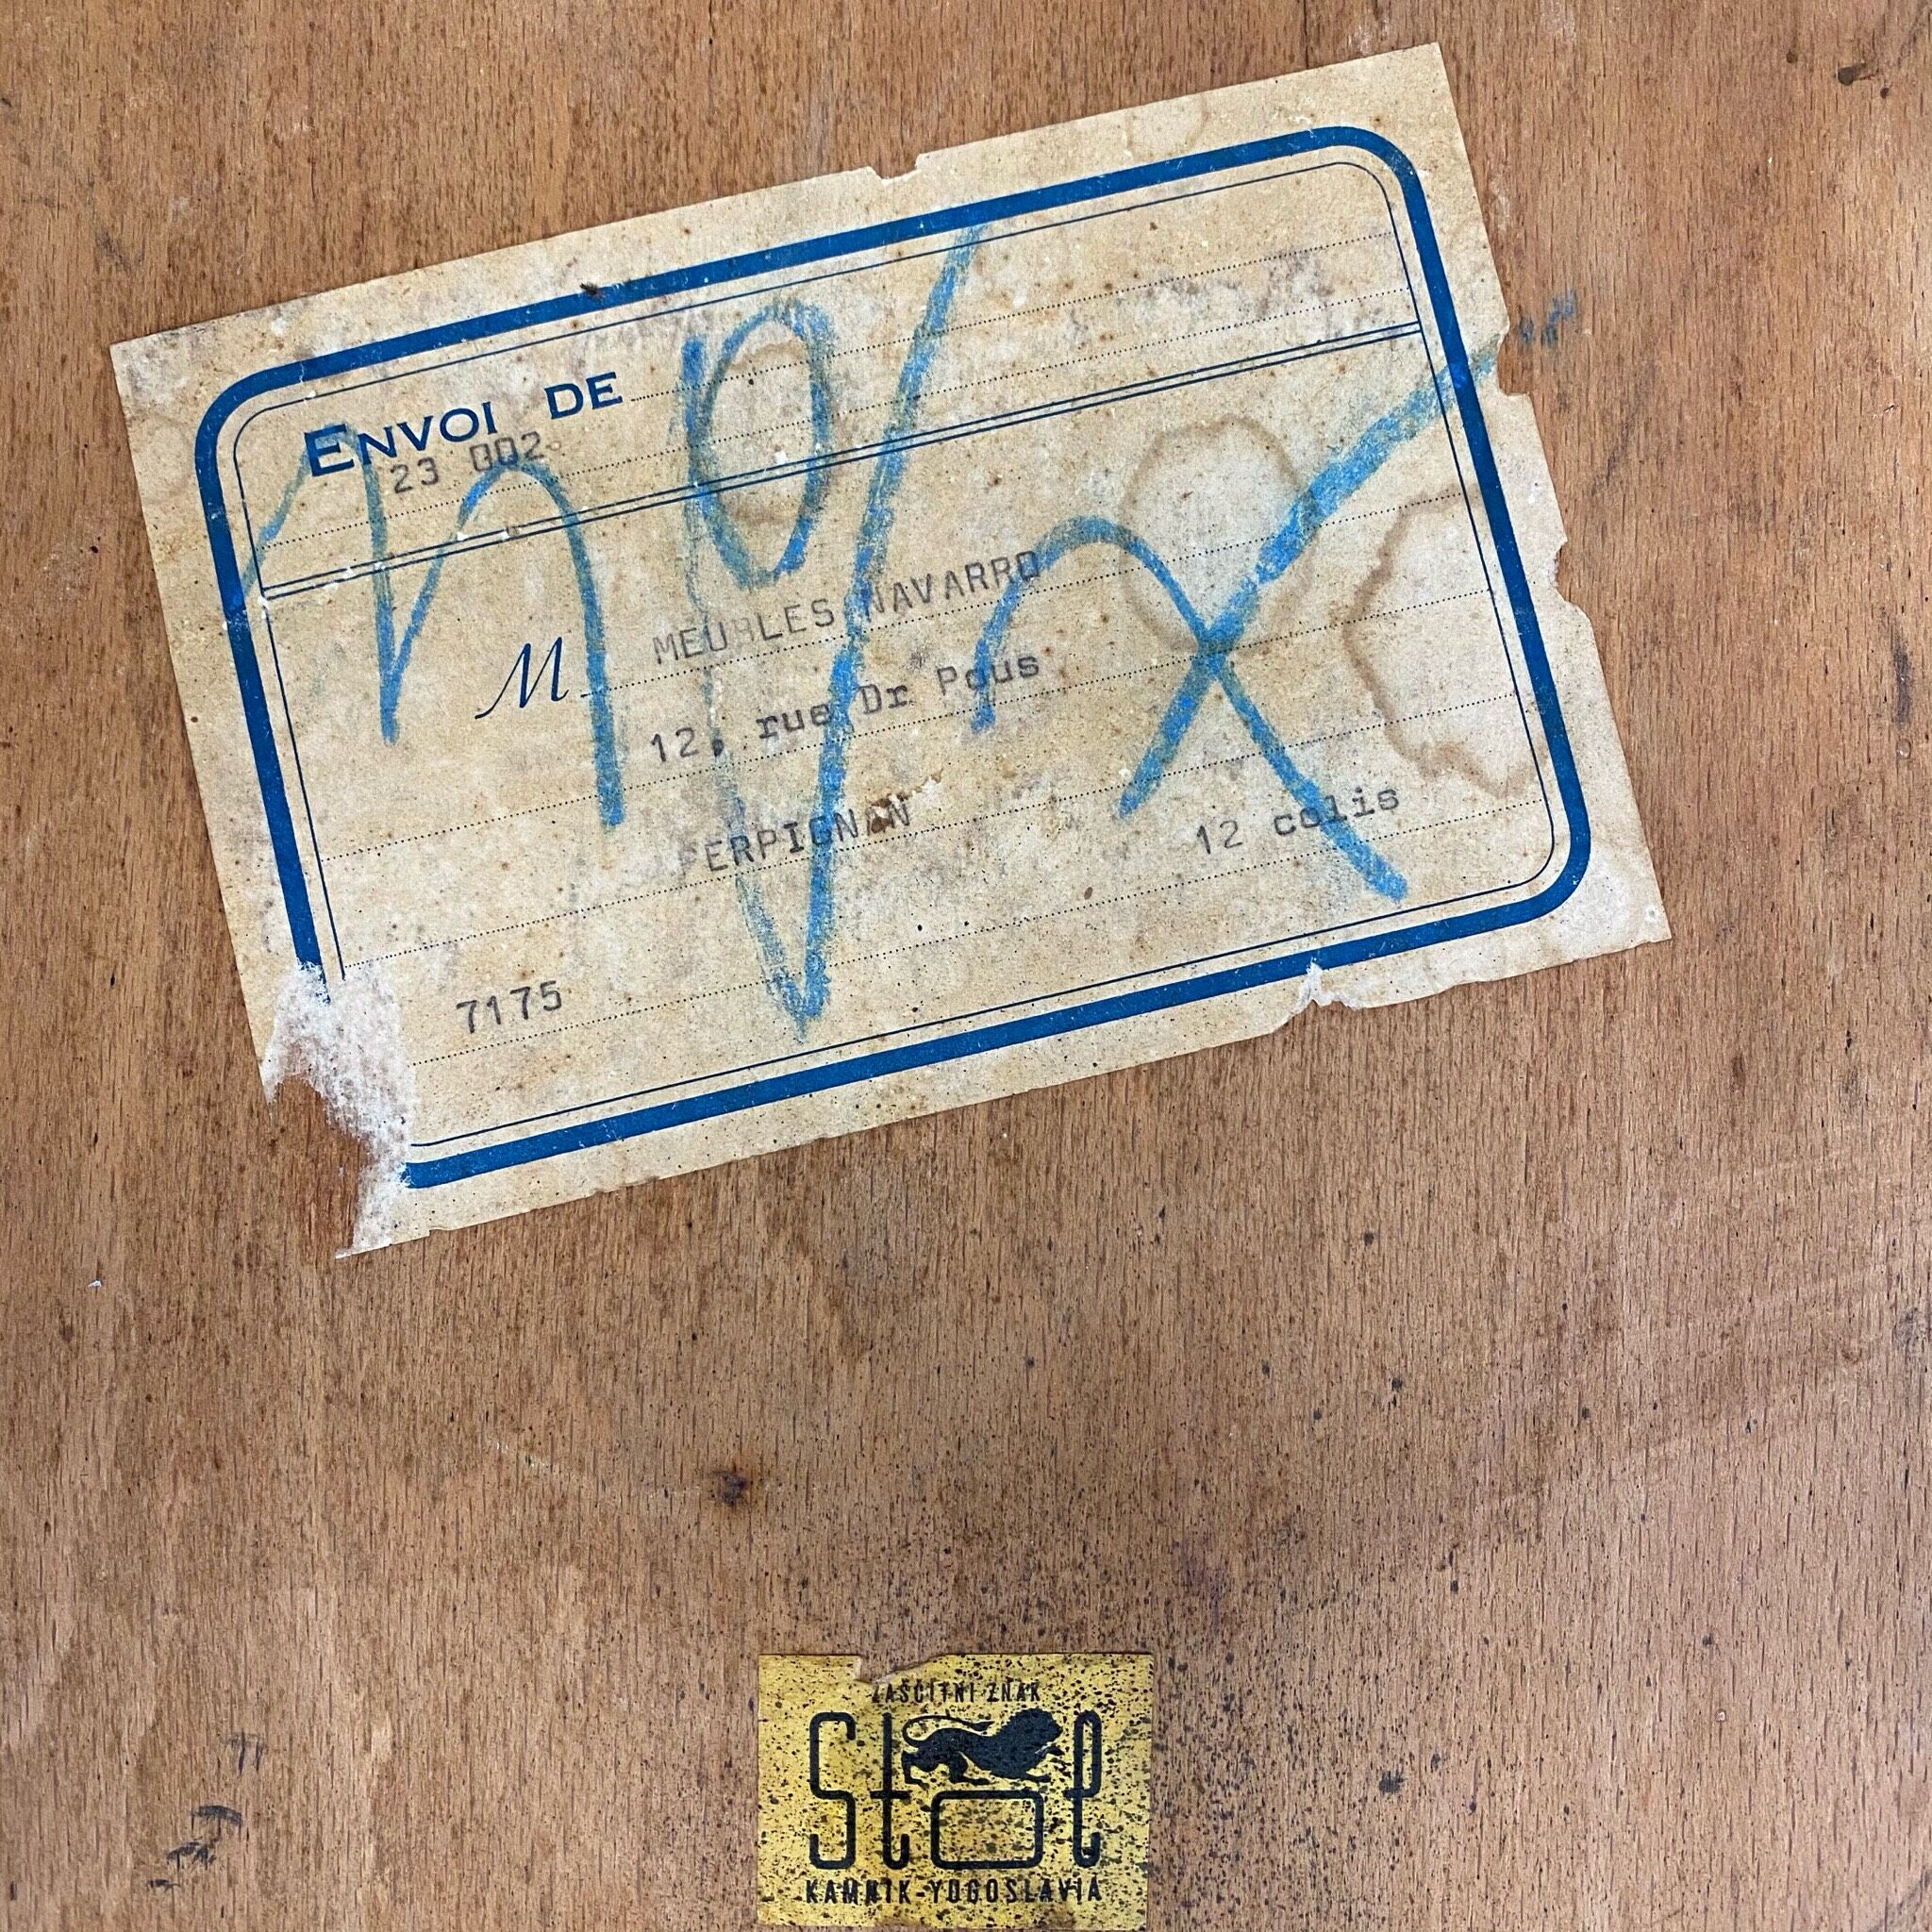 ENVOI DE
23 002
M MEUBLES NAVARRO
12, rue Dr Pous
PERPIGNAN
12 colis
7175
ZAŠČITNI ZNAK
Stol
KAMNIK-YUGOSLAVIA